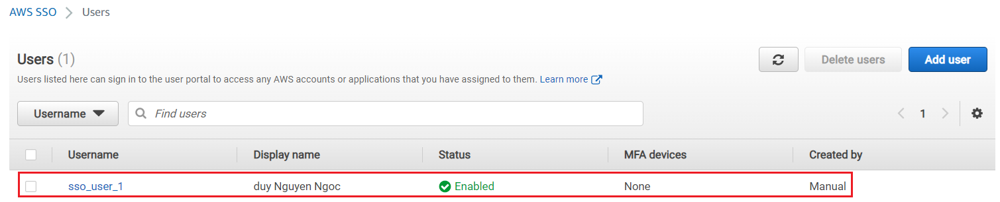 AWS SSO > Users
Users (1)
Delete users
Add user
Users listed here can sign in to the user portal to access any AWS accounts or applications that you have assigned to them. Learn more
Username
Find users
1
Username Display name Status MFA devices Created by
sso_user_1 duy Nguyen Ngoc Enabled None Manual